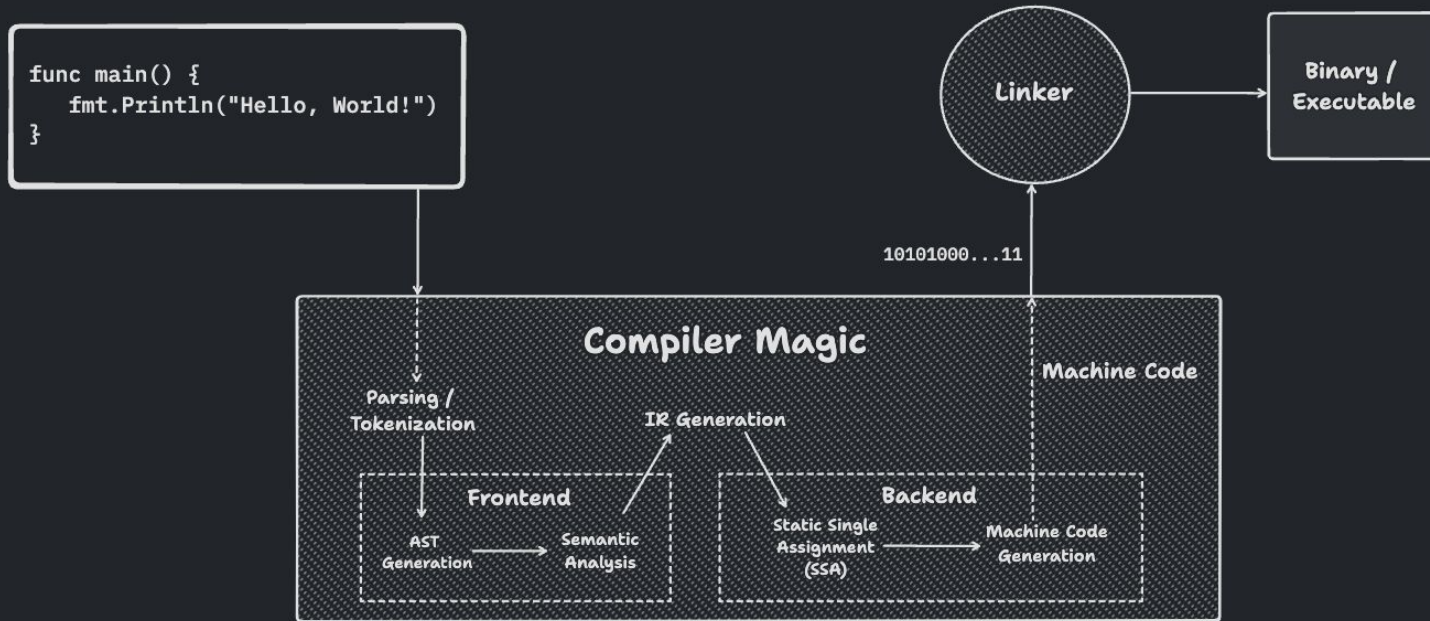 func main() {
fmt.Println("Hello, World!")
}
Linker
Binary /
Executable
10101000...11
Compiler Magic
Machine Code
Parsing /
Tokenization
IR Generation
Frontend
AST
Generation
Semantic
Analysis
Backend
Static Single
Assignment
(SSA)
Machine Code
Generation